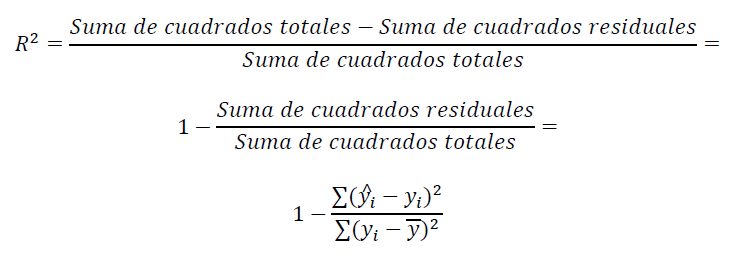 R² = (Suma de cuadrados totales − Suma de cuadrados residuales) / (Suma de cuadrados totales) =
1 − (Suma de cuadrados residuales) / (Suma de cuadrados totales) =
1 − ∑(ŷᵢ − yᵢ)² / ∑(yᵢ − y̅)²